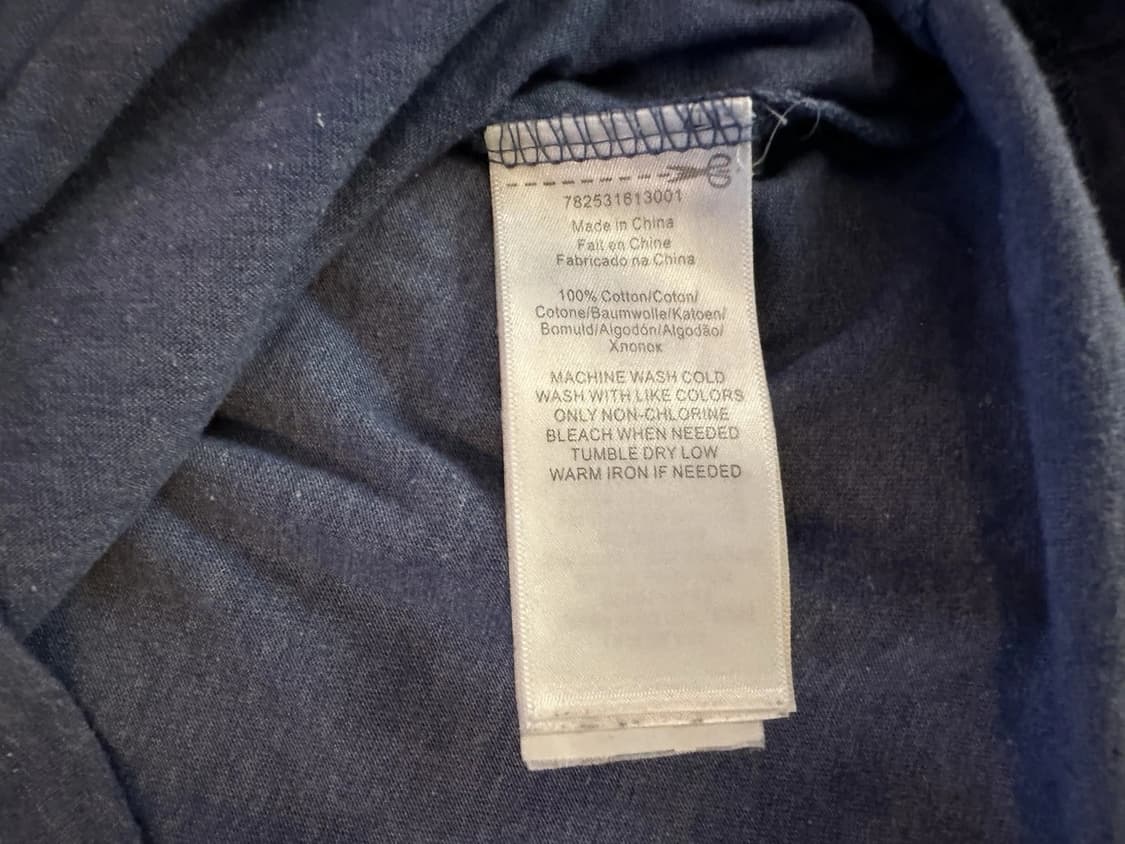 782531613001
Made in China
Fait en Chine
Fabricado na China
100% Cotton/Coton/
Cotone/Baumwolle/Katoen/
Bomuld/Algodón/Algodão/
Хлопок
MACHINE WASH COLD
WASH WITH LIKE COLORS
ONLY NON-CHLORINE
BLEACH WHEN NEEDED
TUMBLE DRY LOW
WARM IRON IF NEEDED